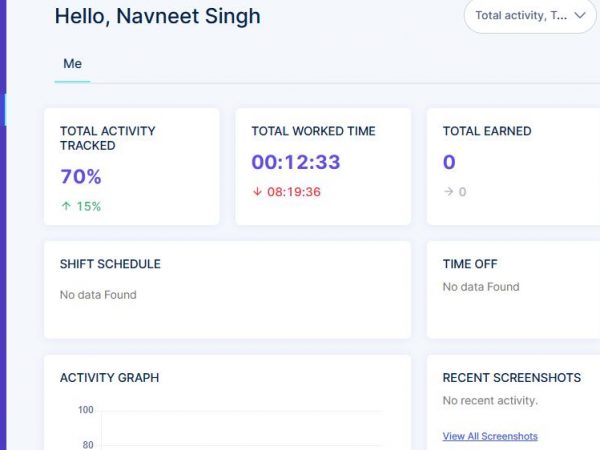 Hello, Navneet Singh
Total activity, T...
Me
TOTAL ACTIVITY
TRACKED
70%
↑ 15%
TOTAL WORKED TIME
00:12:33
↓ 08:19:36
TOTAL EARNED
0
→ 0
SHIFT SCHEDULE
No data Found
TIME OFF
No data Found
ACTIVITY GRAPH
100
80
RECENT SCREENSHOTS
No recent activity.
View All Screenshots